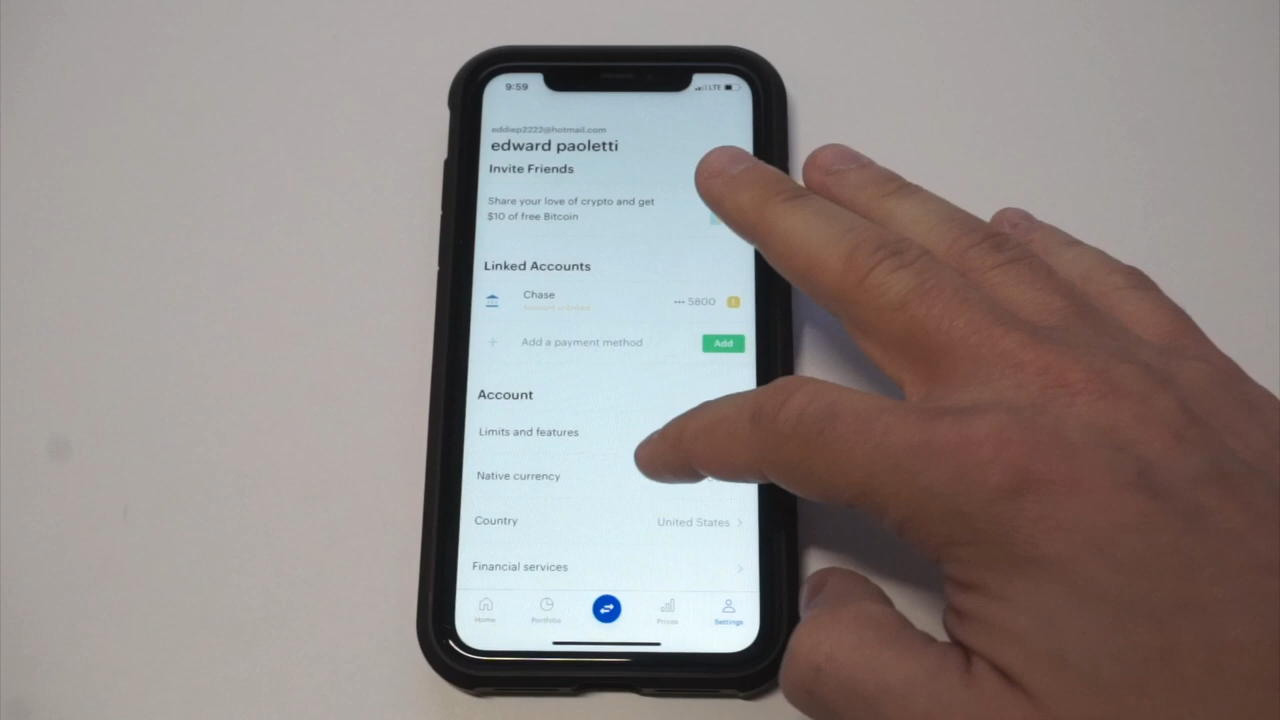 9:59
LTE
eddiep2222@hotmail.com
edward paoletti
Invite Friends
Share your love of crypto and get
$10 of free Bitcoin
Linked Accounts
Chase
••• 5800
Add a payment method
Add
Account
Limits and features
Native currency
Country
United States
Financial services
Home
Portfolio
Prices
Settings